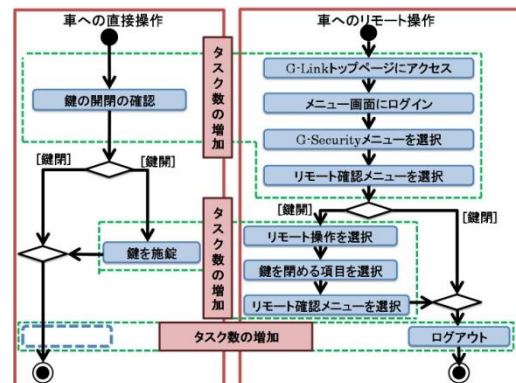 車への直接操作
鍵の開閉の確認
[鍵閉]
[鍵開]
鍵を施錠
タスク数の増加
タスク数の増加
タスク数の増加
車へのリモート操作
G-Linkトップページにアクセス
メニュー画面にログイン
G-Securityメニューを選択
リモート確認メニューを選択
[鍵開]
[鍵閉]
リモート操作を選択
鍵を閉める項目を選択
リモート確認メニューを選択
ログアウト